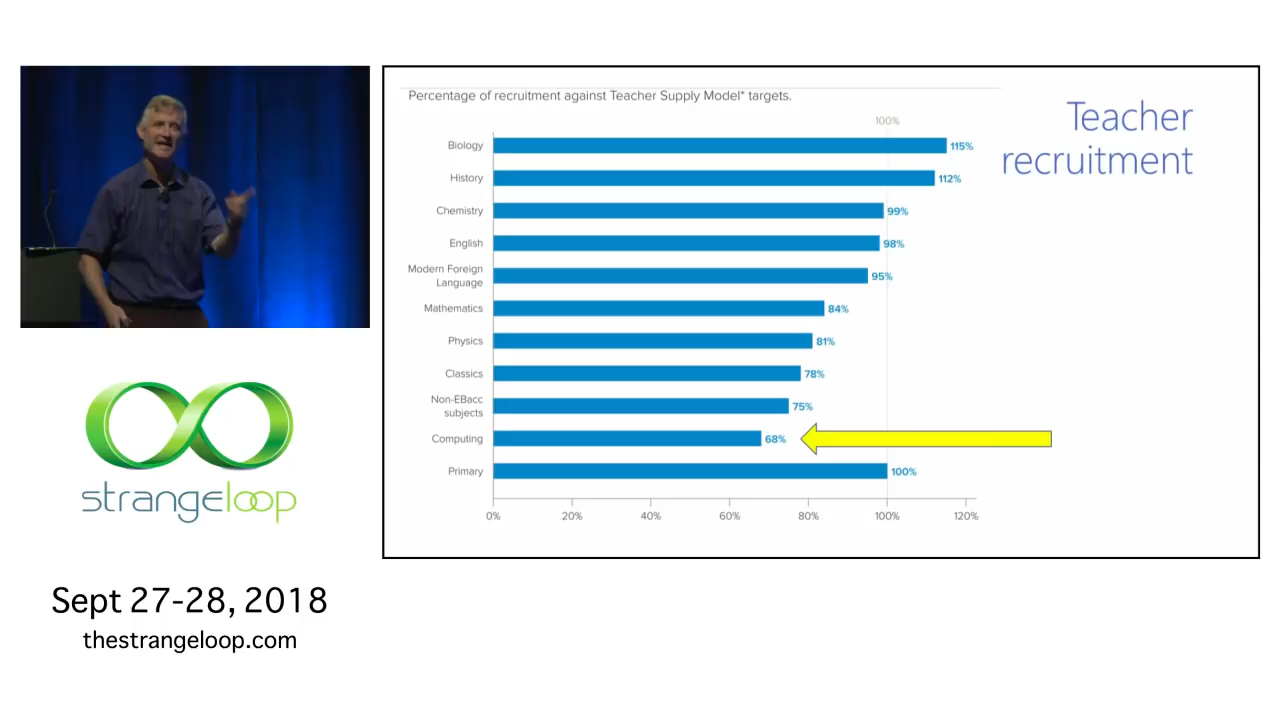 Percentage of recruitment against Teacher Supply Model* targets.
Teacher
recruitment
100%
Biology 115%
History 112%
Chemistry 99%
English 98%
Modern Foreign
Language 95%
Mathematics 84%
Physics 81%
Classics 78%
Non-EBacc
subjects 75%
Computing 68%
Primary 100%
0% 20% 40% 60% 80% 100% 120%
strangeloop
Sept 27-28, 2018
thestrangeloop.com